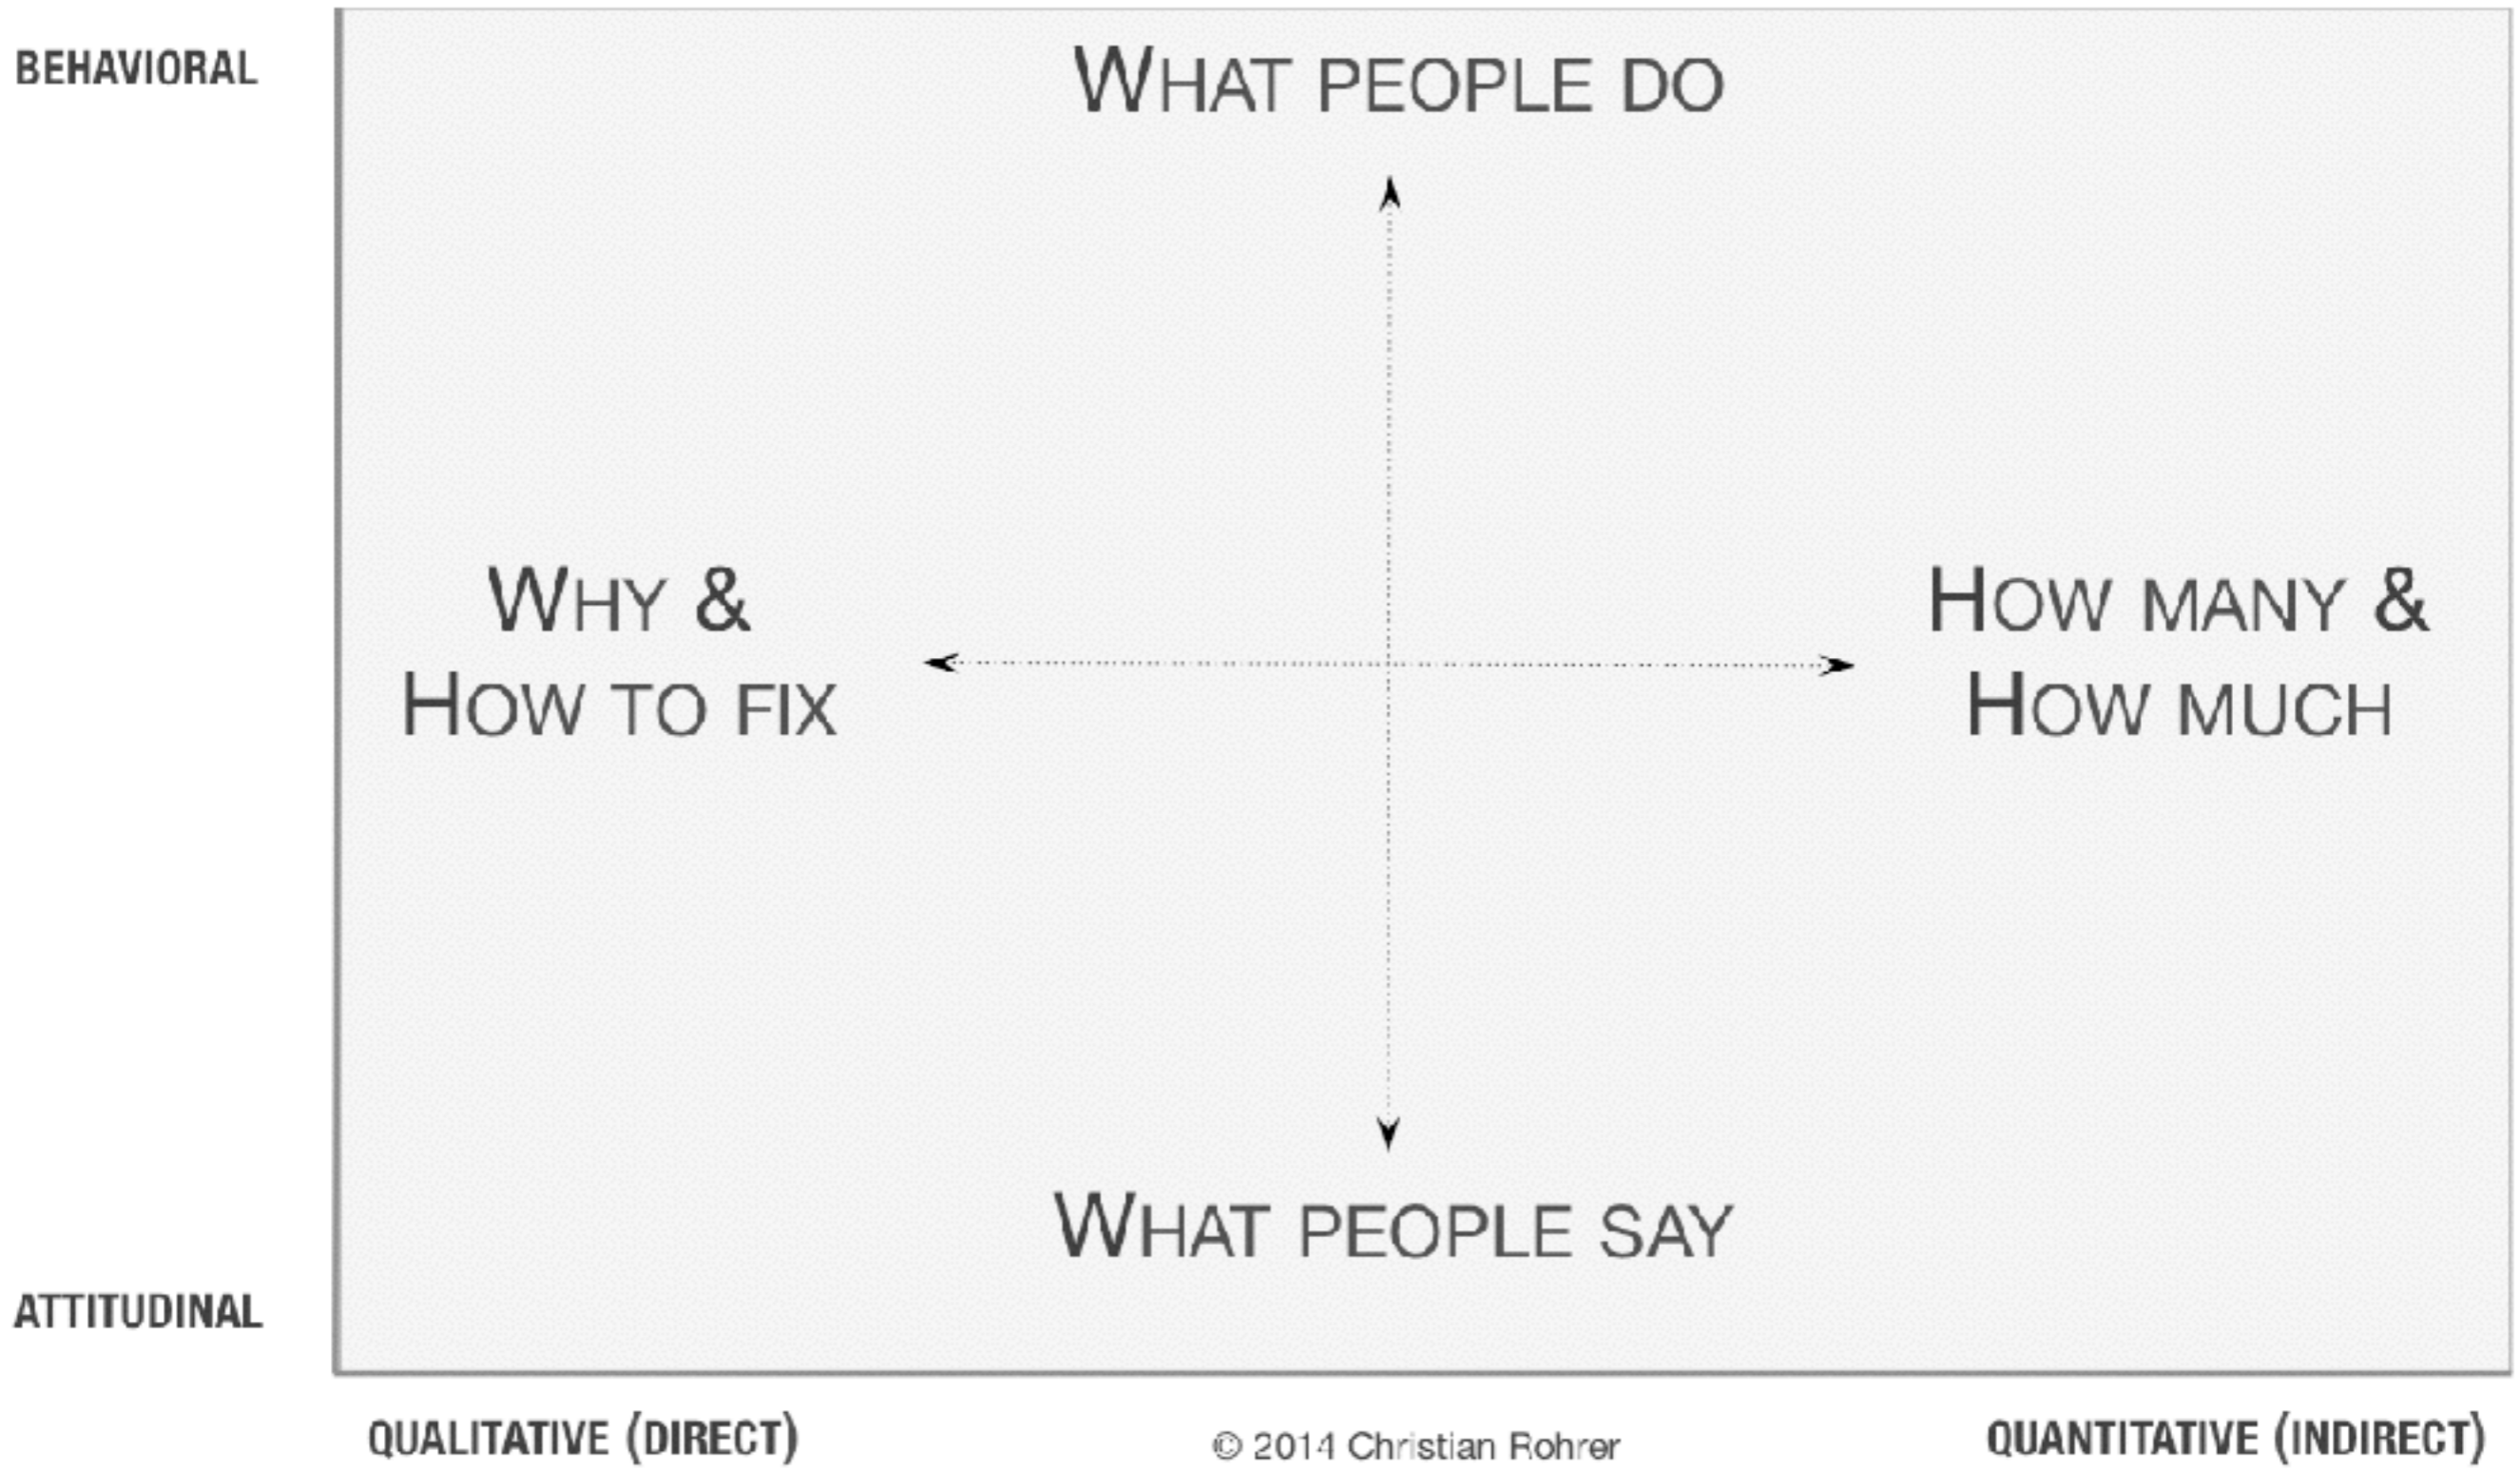 BEHAVIORAL
WHAT PEOPLE DO
WHY &
HOW TO FIX
HOW MANY &
HOW MUCH
WHAT PEOPLE SAY
ATTITUDINAL
QUALITATIVE (DIRECT)
© 2014 Christian Rohrer
QUANTITATIVE (INDIRECT)